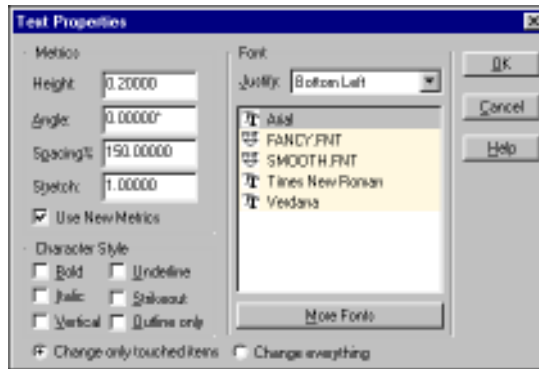 Text Properties
Metrics
Height: 0.20000
Angle: 0.00000°
Spacing% 150.00000
Stretch: 1.00000
Use New Metrics
Character Style
Bold Underline
Italic Strikeout
Vertical Outline only
Change only touched items Change everything
Font
Justify: Bottom Left
Arial
FANCY.FNT
SMOOTH.FNT
Times New Roman
Verdana
More Fonts
OK
Cancel
Help